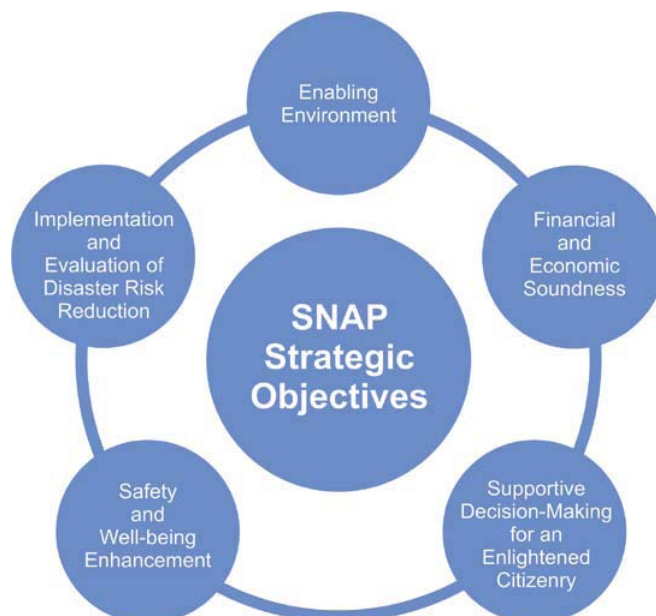 Enabling
Environment
Financial
and
Economic
Soundness
Supportive
Decision-Making
for an
Enlightened
Citizenry
Safety
and
Well-being
Enhancement
Implementation
and
Evaluation of
Disaster Risk
Reduction
SNAP
Strategic
Objectives